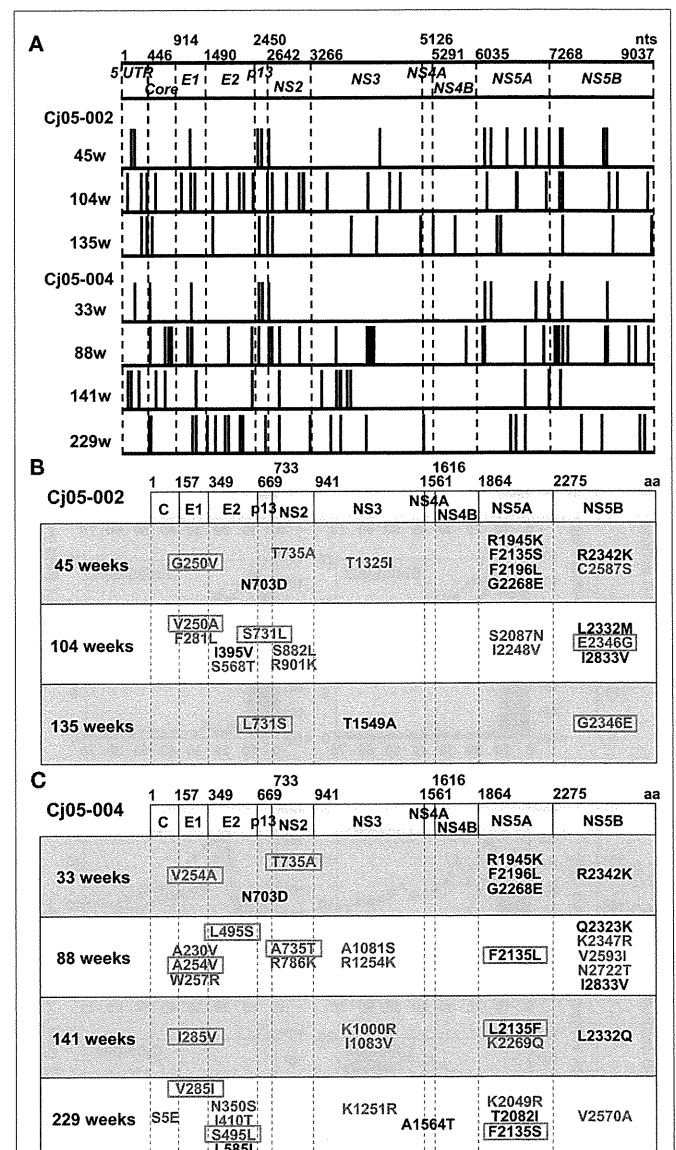 A
914 2450 5126 nts
1 446 1490 2642 3266 5291 6035 7268 9037
5'UTR Core E1 E2 p13 NS2 NS3 NS4A NS4B NS5A NS5B
Cj05-002
45w
104w
135w
Cj05-004
33w
88w
141w
229w
B
733 1616
1 157 349 669 941 1561 1864 2275 aa
Cj05-002
C E1 E2 p13 NS2 NS3 NS4A NS4B NS5A NS5B
45 weeks
G250V
N703D
T735A
T1325I
R1945K
F2135S
F2196L
G2268E
R2342K
C2587S
104 weeks
V250A
F281L
I395V
S568T
S731L
S882L
R901K
S2087N
I2248V
L2332M
E2346G
I2833V
135 weeks
L731S
T1549A
G2346E
C
733 1616
1 157 349 669 941 1561 1864 2275 aa
Cj05-004
C E1 E2 p13 NS2 NS3 NS4A NS4B NS5A NS5B
33 weeks
V254A
N703D
T735A
R1945K
F2196L
G2268E
R2342K
88 weeks
A230V
A254V
W257R
L495S
A735T
R786K
A1081S
R1254K
F2135L
Q2323K
K2347R
V2593I
N2722T
I2833V
141 weeks
I285V
K1000R
I1083V
L2135F
K2269Q
L2332Q
229 weeks
S5E
V285I
N350S
I410T
S495L
L585I
K1251R
A1564T
K2049R
T2082I
F2135S
V2570A